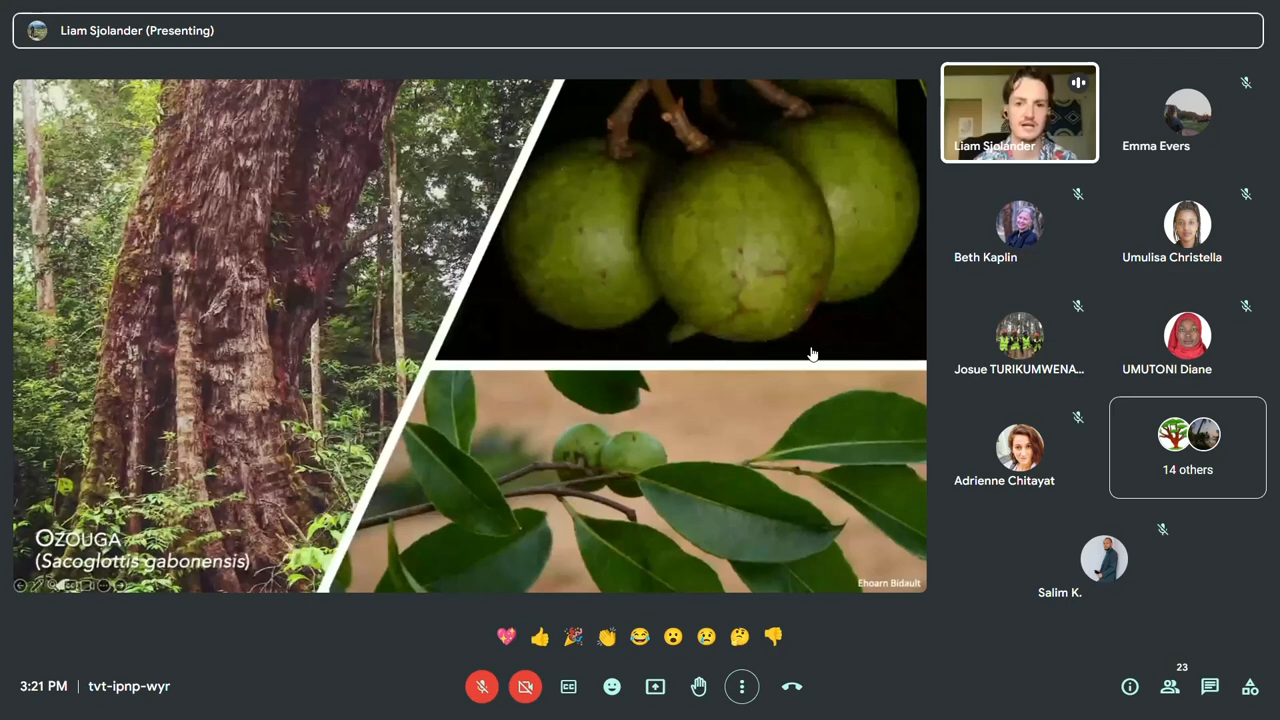 Liam Sjolander (Presenting)
OZOUGA
(Sacoglottis gabonensis)
Ehoarn Bidault
Liam Sjolander
Emma Evers
Beth Kaplin
Umulisa Christella
Josue TURIKUMWENA...
UMUTONI Diane
Adrienne Chitayat
14 others
Salim K.
3:21 PM | tvt-ipnp-wyr
23